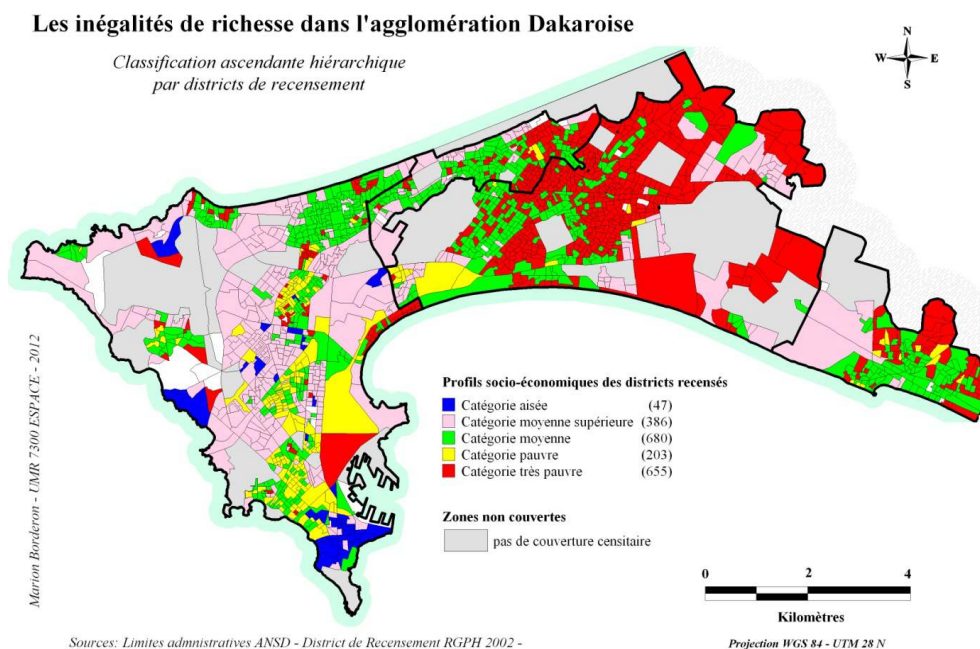 Les inégalités de richesse dans l'agglomération Dakaroise
Classification ascendante hiérarchique
par districts de recensement
N
W E
S
Profils socio-économiques des districts recensés
Catégorie aisée (47)
Catégorie moyenne supérieure (386)
Catégorie moyenne (680)
Catégorie pauvre (203)
Catégorie très pauvre (655)
Zones non couvertes
pas de couverture censitaire
0 2 4
Kilomètres
Marion Borderon - UMR 7300 ESPACE - 2012
Sources: Limites admnistratives ANSD - District de Recensement RGPH 2002 -
Projection WGS 84 - UTM 28 N